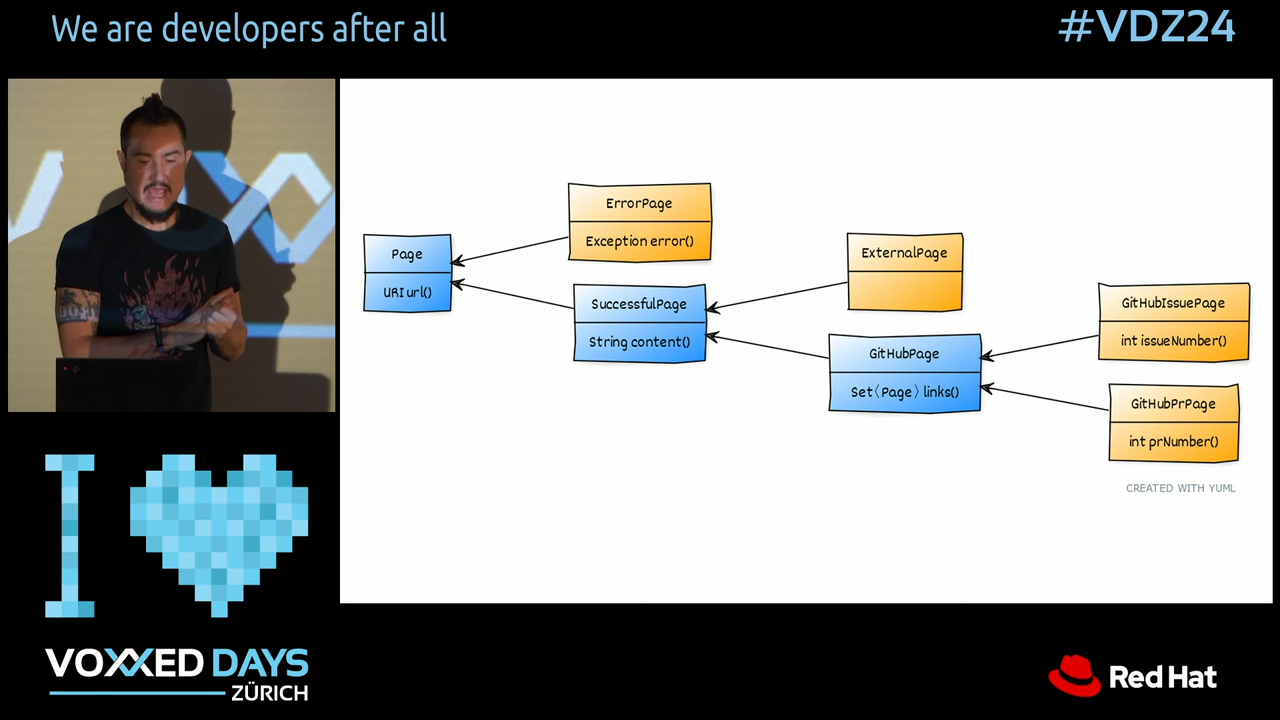 We are developers after all
#VDZ24
Page
URI url()
ErrorPage
Exception error()
SuccessfulPage
String content()
ExternalPage
GitHubPage
Set〈Page〉links()
GitHubIssuePage
int issueNumber()
GitHubPrPage
int prNumber()
CREATED WITH YUML
I
VOXXED DAYS
ZÜRICH
Red Hat